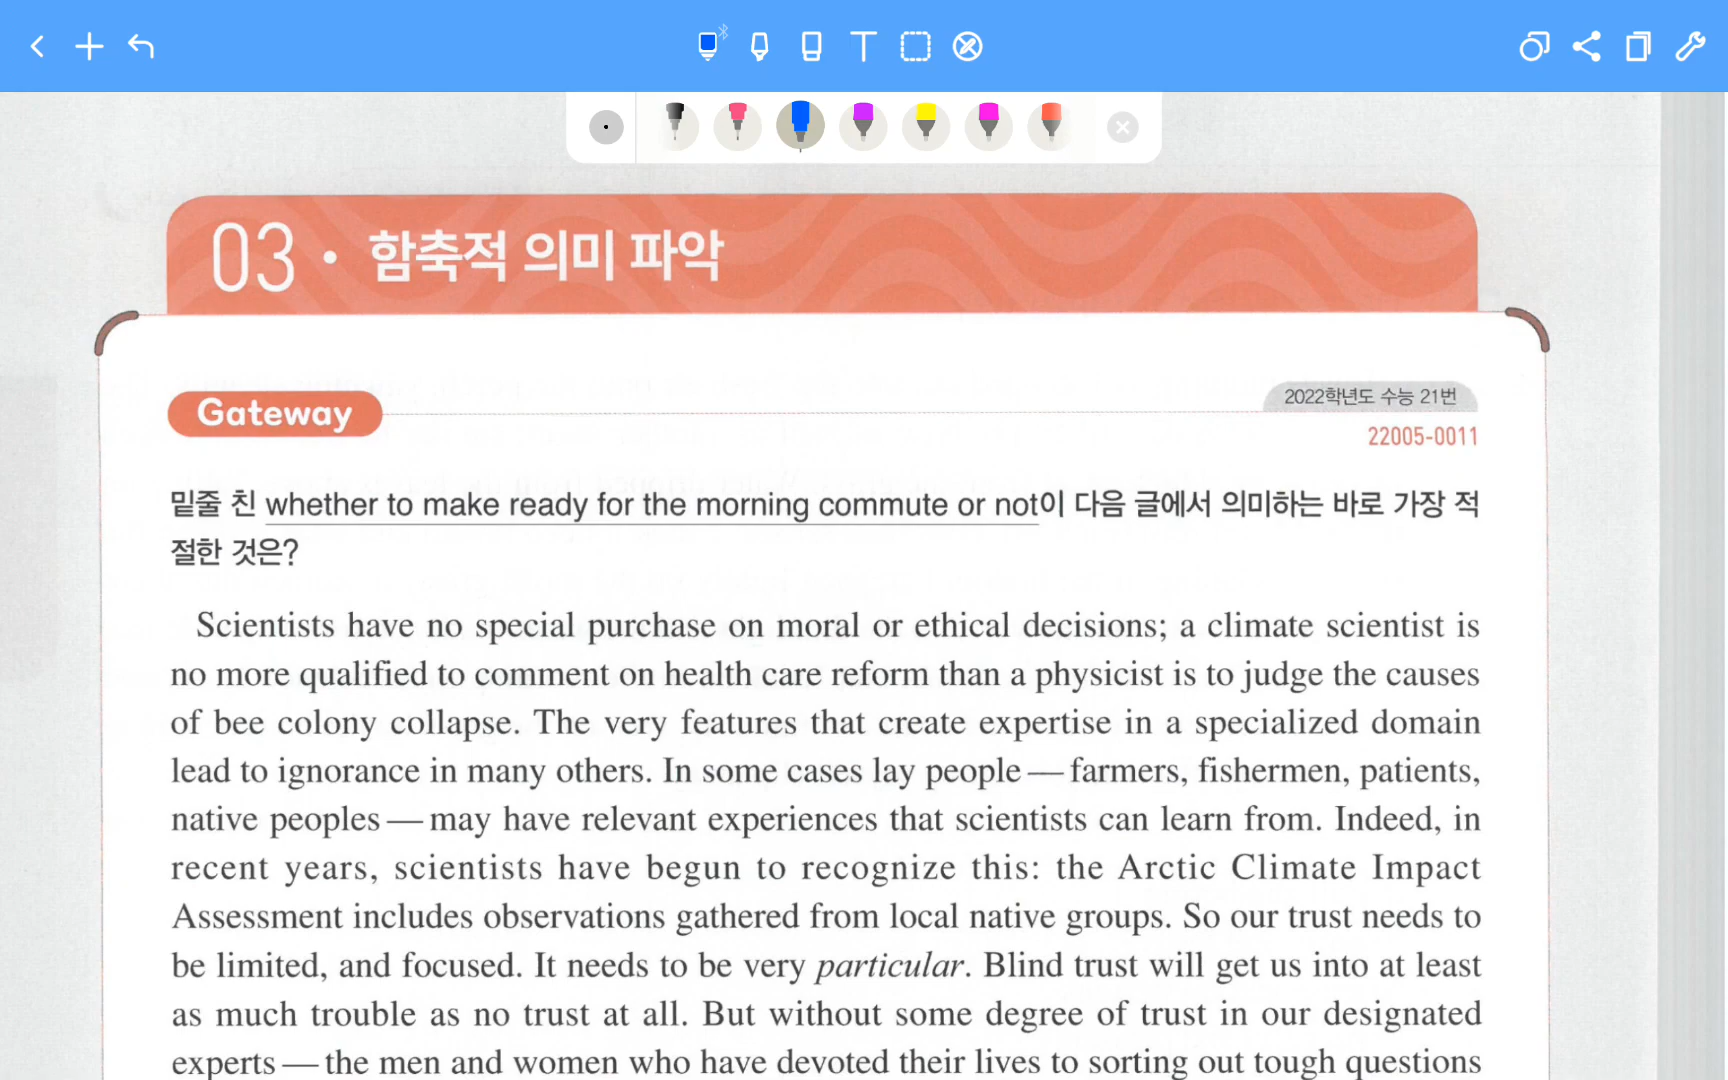 03 · 함축적 의미 파악
Gateway
2022학년도 수능 21번
22005-0011
밑줄 친 whether to make ready for the morning commute or not이 다음 글에서 의미하는 바로 가장 적
절한 것은?
Scientists have no special purchase on moral or ethical decisions; a climate scientist is
no more qualified to comment on health care reform than a physicist is to judge the causes
of bee colony collapse. The very features that create expertise in a specialized domain
lead to ignorance in many others. In some cases lay people — farmers, fishermen, patients,
native peoples — may have relevant experiences that scientists can learn from. Indeed, in
recent years, scientists have begun to recognize this: the Arctic Climate Impact
Assessment includes observations gathered from local native groups. So our trust needs to
be limited, and focused. It needs to be very particular. Blind trust will get us into at least
as much trouble as no trust at all. But without some degree of trust in our designated
experts — the men and women who have devoted their lives to sorting out tough questions